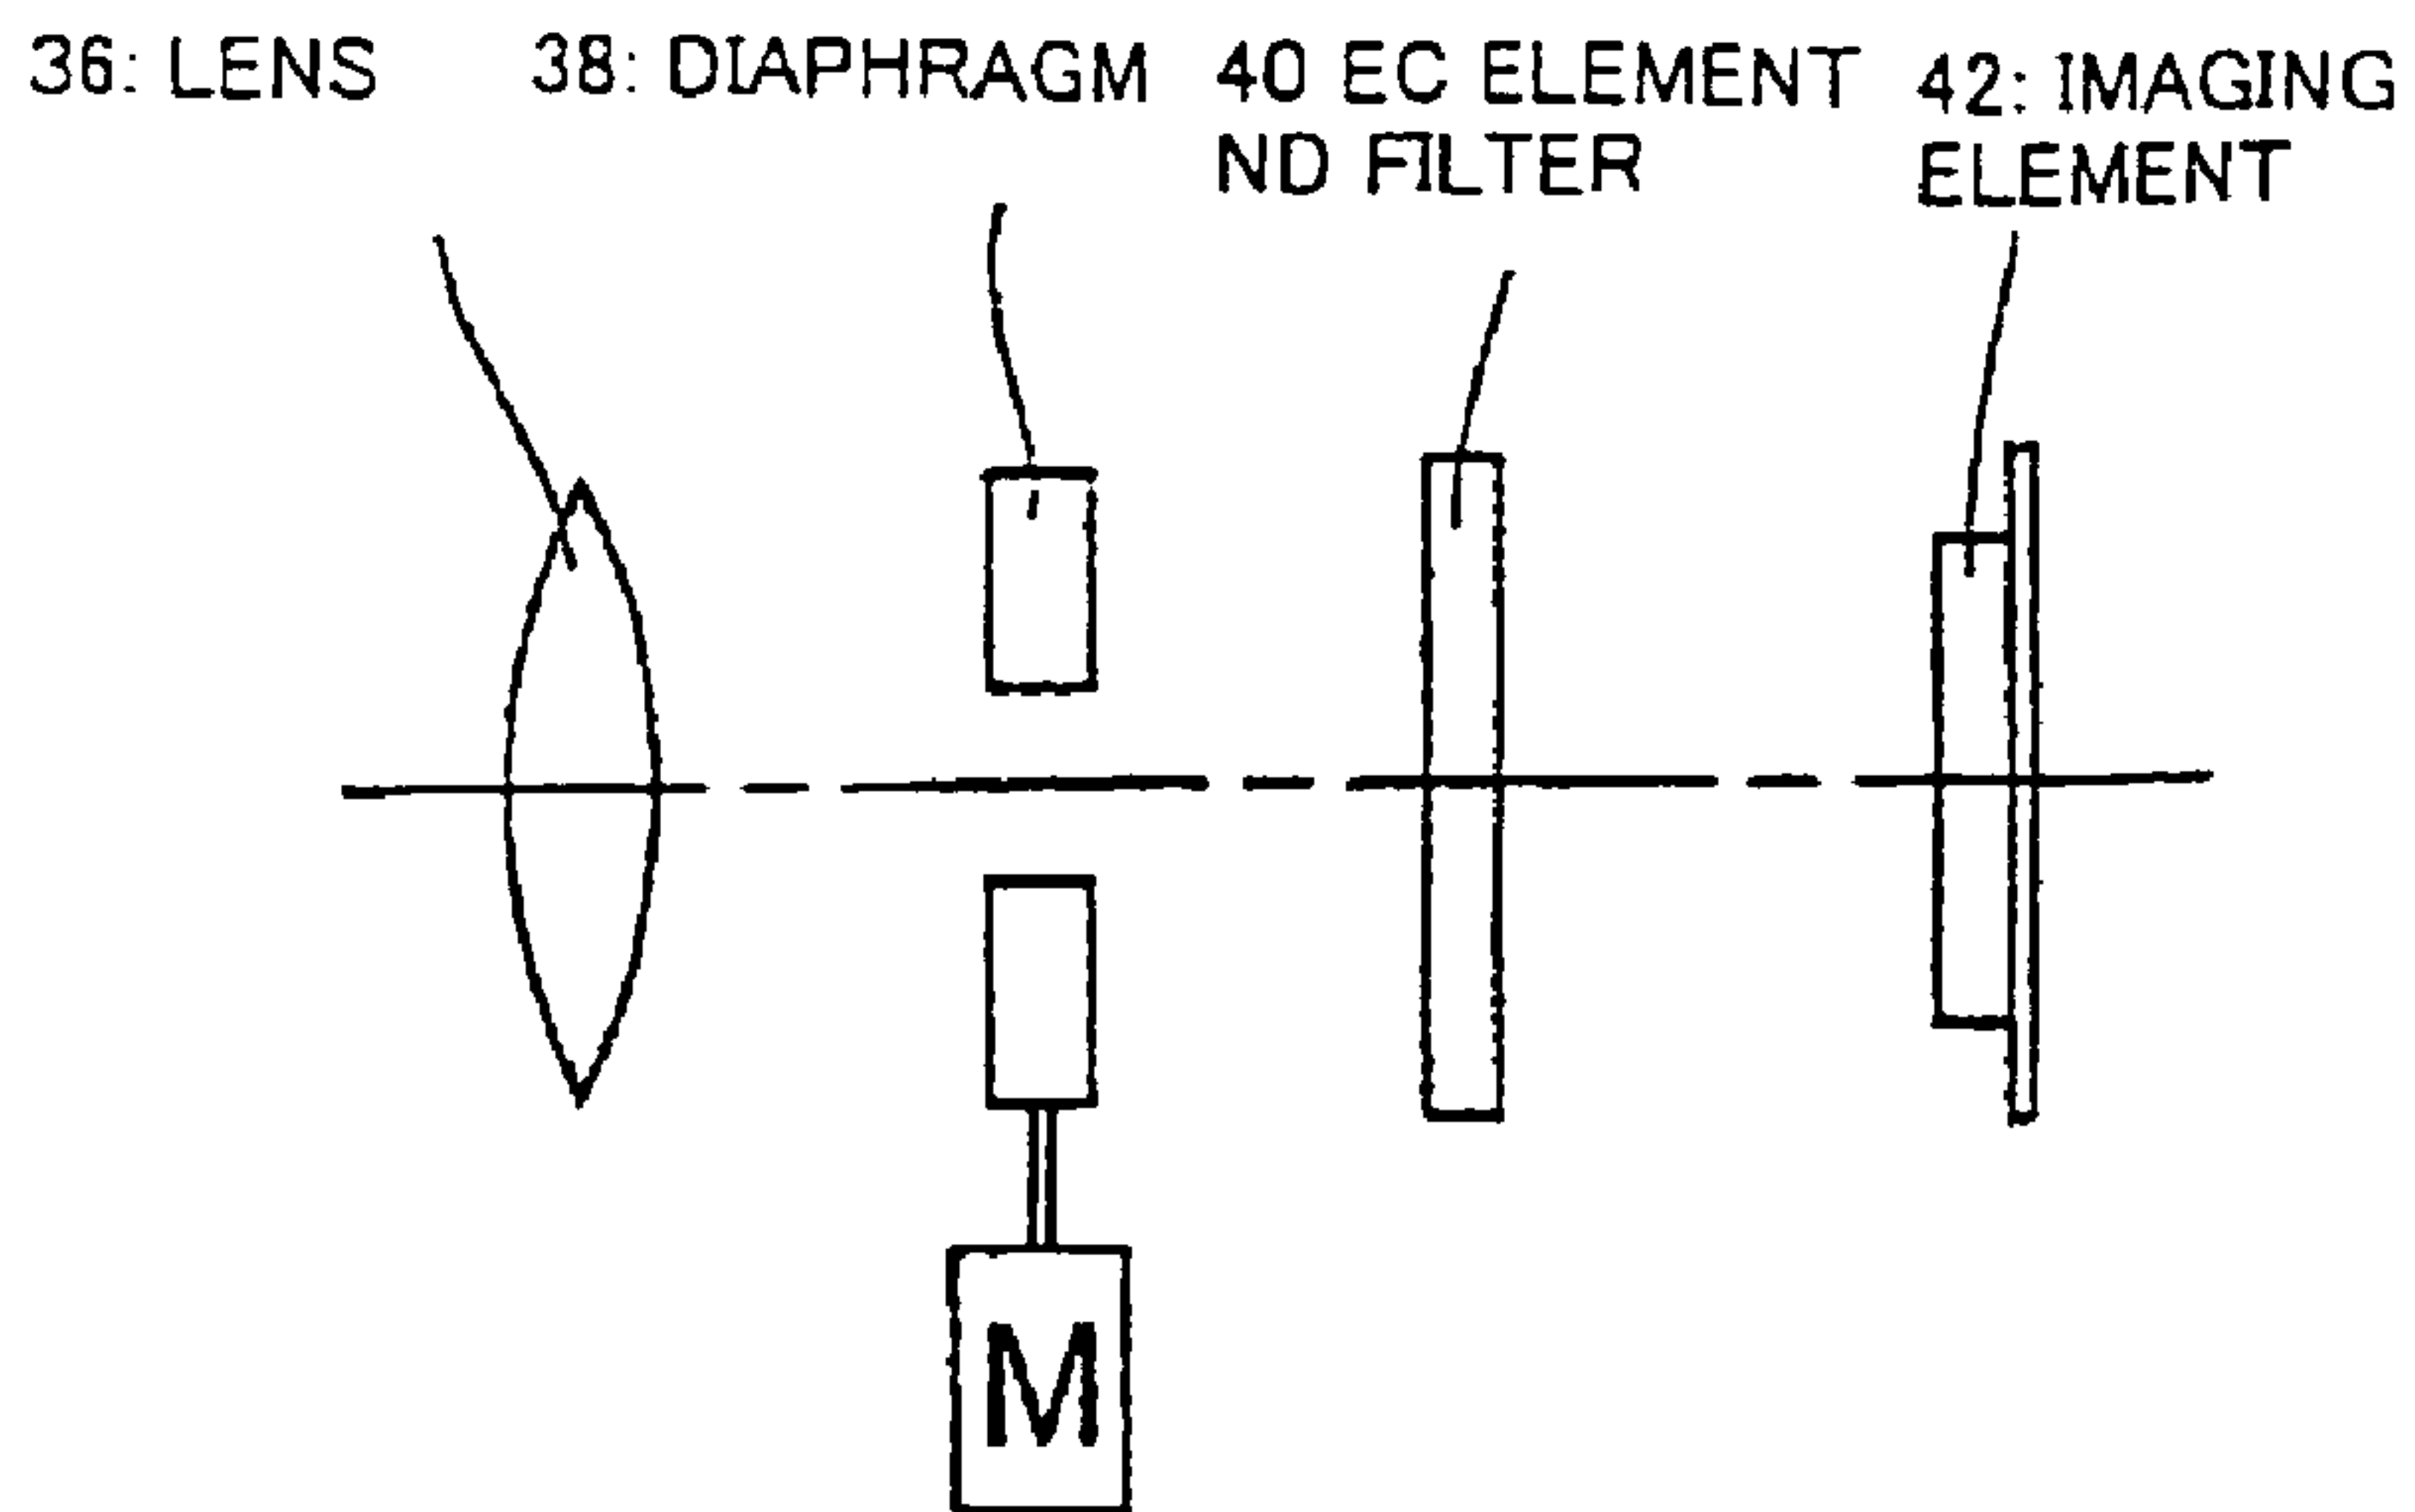 36: LENS
38: DIAPHRAGM
40 EC ELEMENT
ND FILTER
42: IMAGING
ELEMENT
M